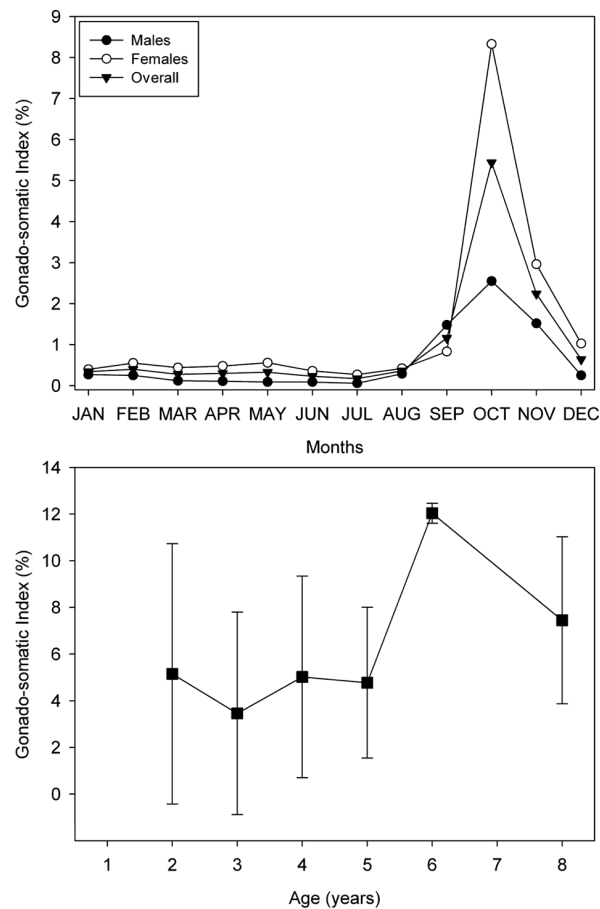 9
8
7
6
5
4
3
2
1
0
Males
Females
Overall
Gonado-somatic Index (%)
JAN FEB MAR APR MAY JUN JUL AUG SEP OCT NOV DEC
Months
14
12
10
8
6
4
2
0
Gonado-somatic Index (%)
1 2 3 4 5 6 7 8
Age (years)